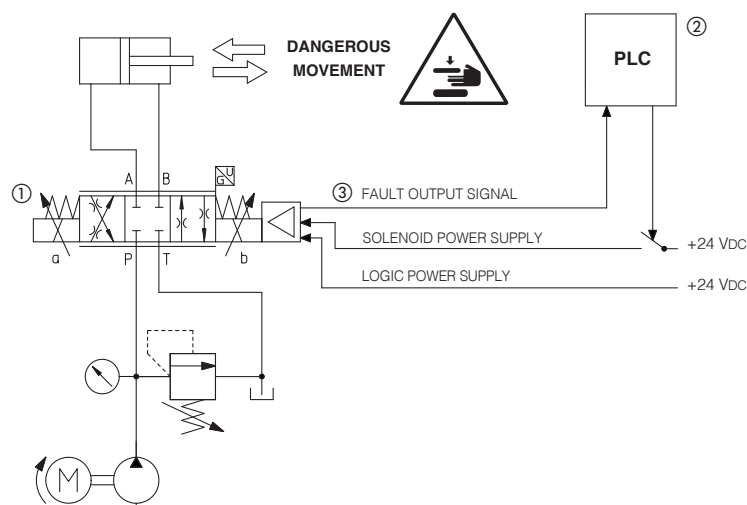 DANGEROUS
MOVEMENT
PLC
②
A B
G U
①
③ FAULT OUTPUT SIGNAL
SOLENOID POWER SUPPLY
+24 VDC
a P T b
LOGIC POWER SUPPLY
+24 VDC
M